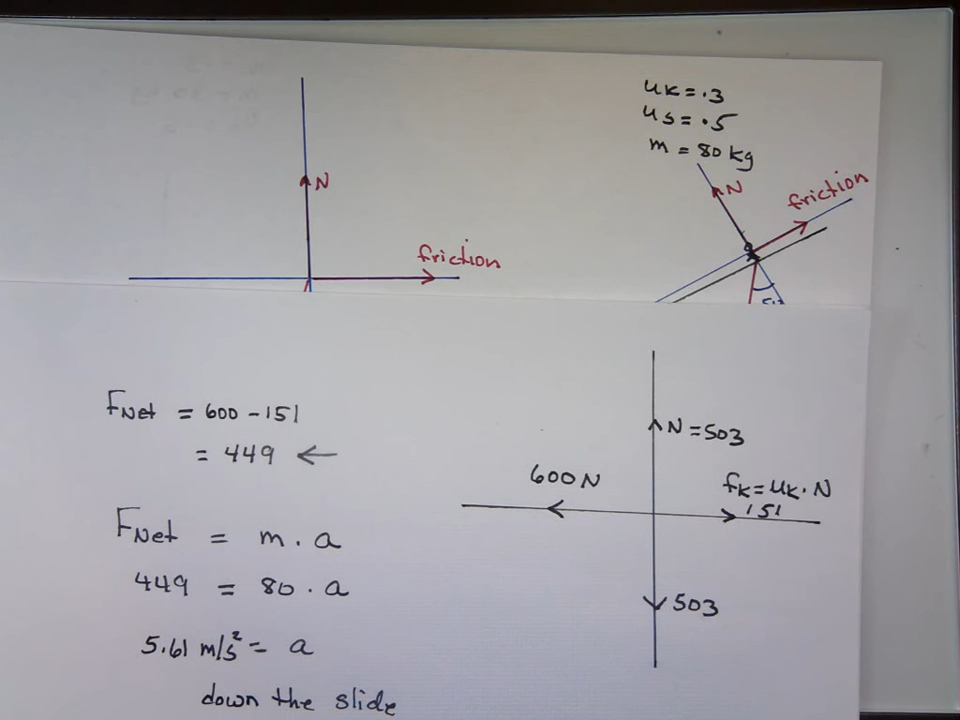 uk = .3
us = .5
m = 80 kg
N
friction
N
friction
FNet = 600 - 151
= 449 ←
FNet = m . a
449 = 80 . a
5.61 m/s² = a
down the slide
N = 503
600 N
fk = uk . N
151
503